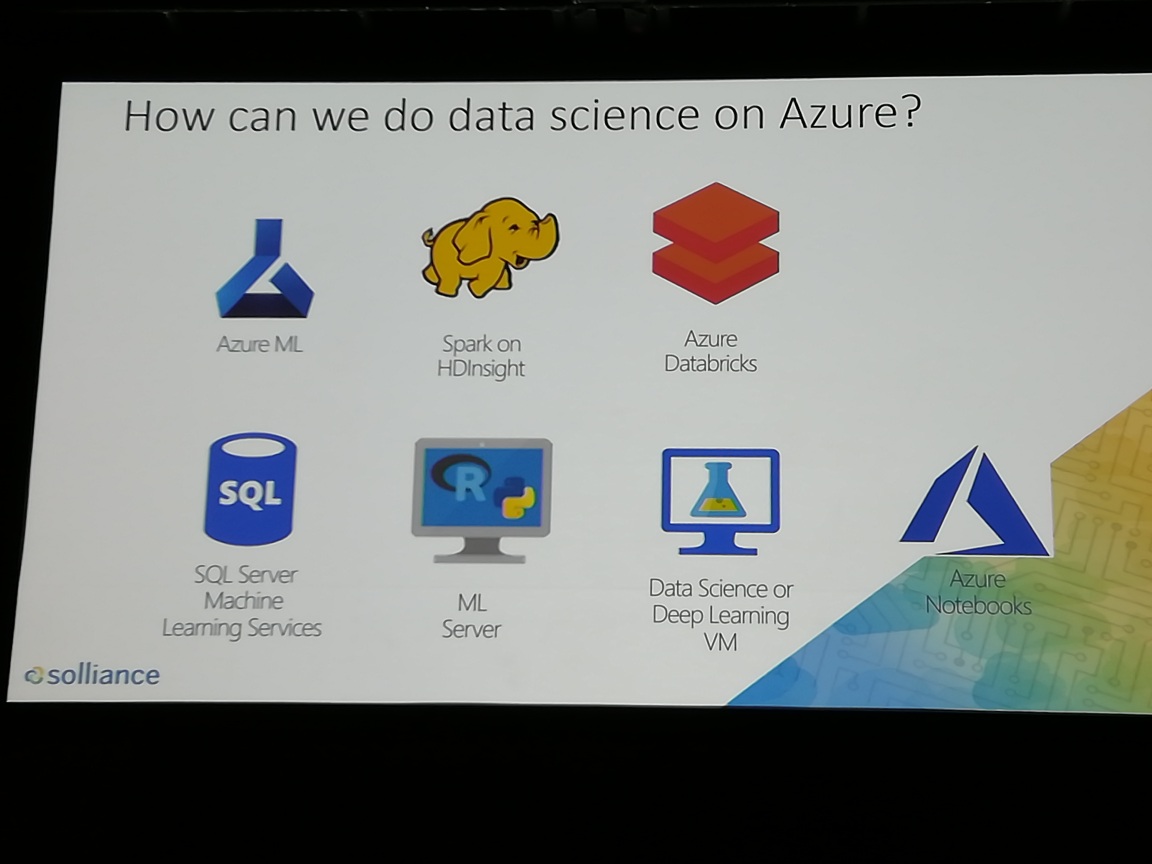 How can we do data science on Azure?
Azure ML
Spark on
HDInsight
Azure
Databricks
SQL
SQL Server
Machine
Learning Services
R
ML
Server
Data Science or
Deep Learning
VM
Azure
Notebooks
solliance